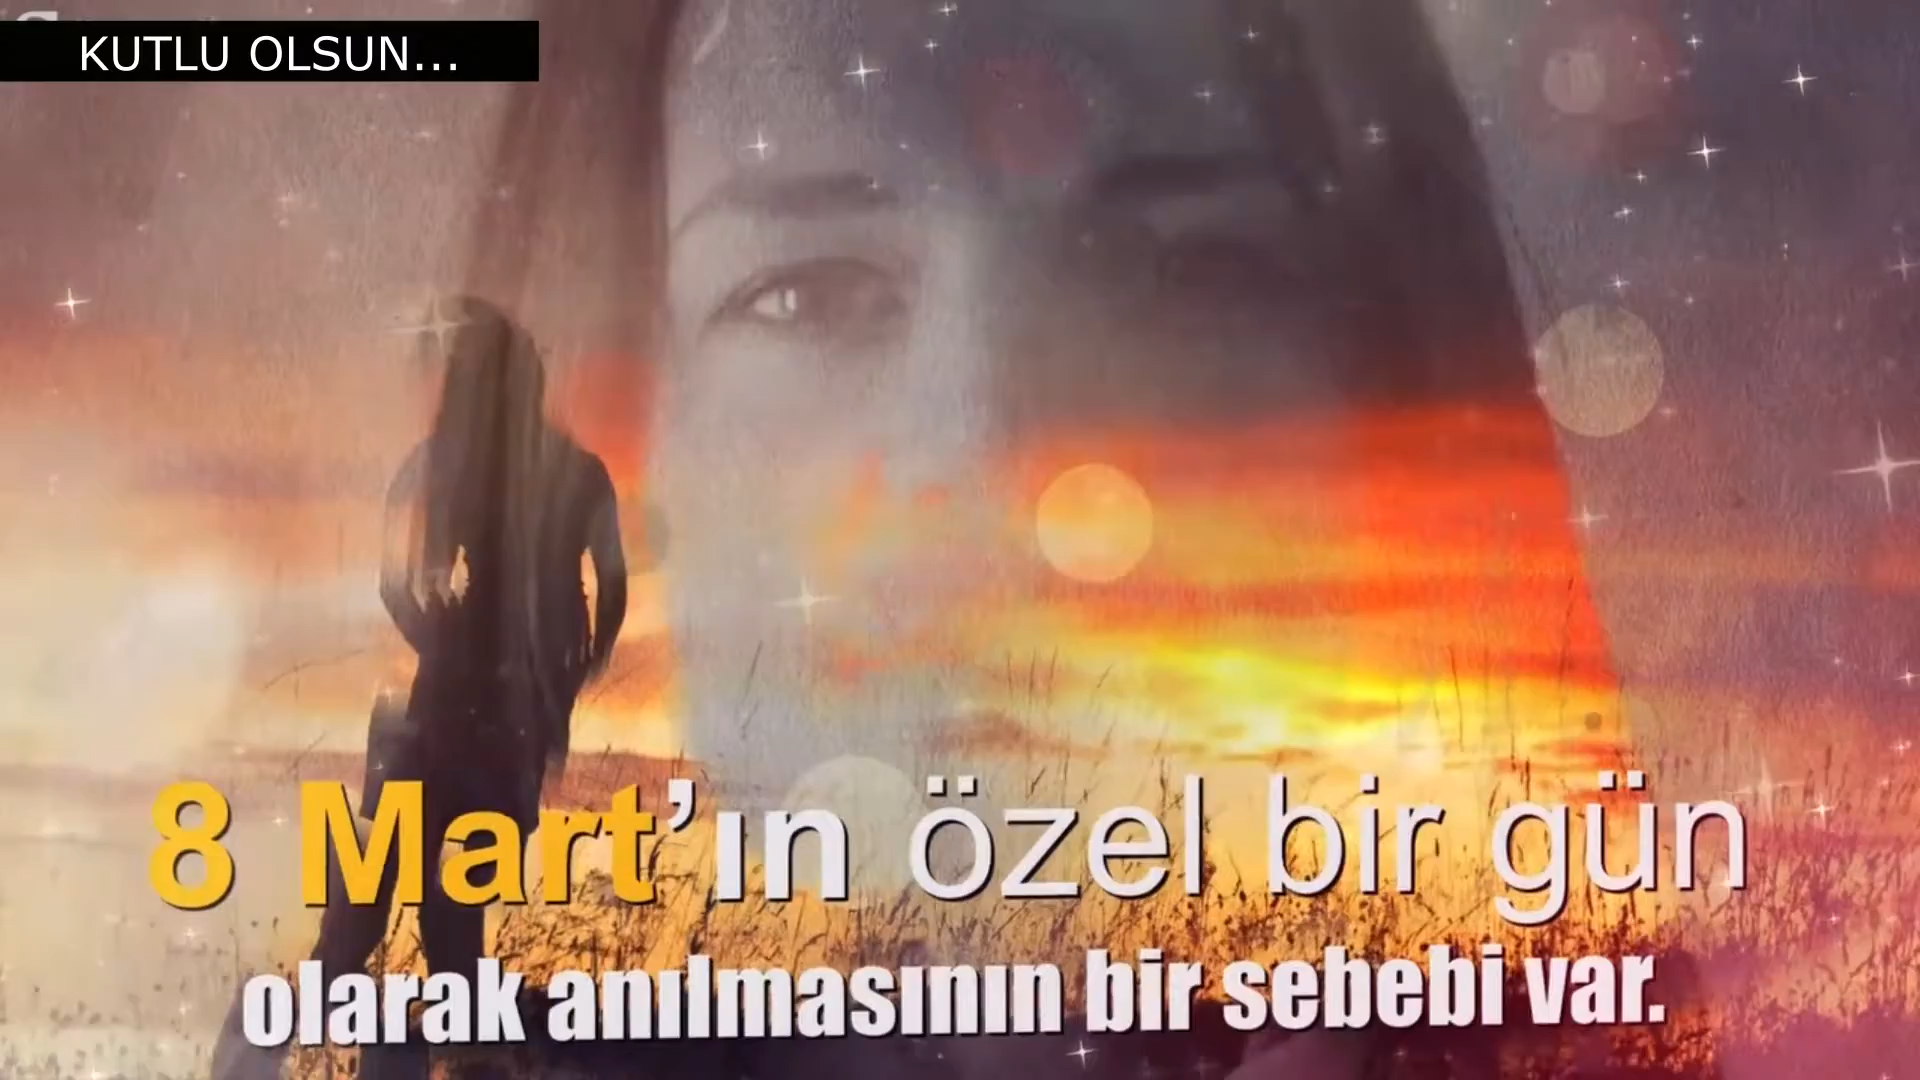 KUTLU OLSUN...
8 Mart'ın özel bir gün
olarak anılmasının bir sebebi var.